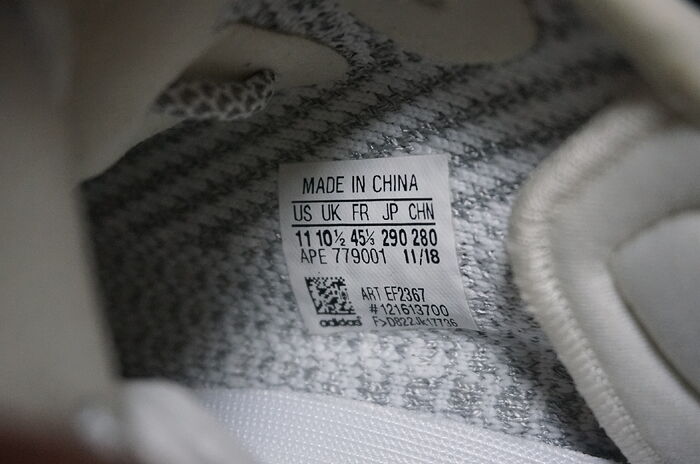 MADE IN CHINA
US UK FR JP CHN
11 10½ 45⅓ 290 280
APE 779001 11/18
ART EF2367
#121613700
adidas F>D822Jk17736